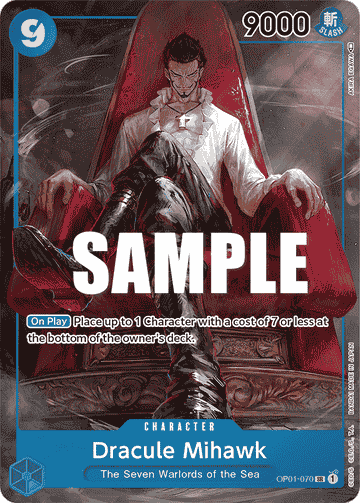 9
9000
斬
SLASH
SAMPLE
On Play Place up to 1 Character with a cost of 7 or less at
the bottom of the owner's deck.
CHARACTER
Dracule Mihawk
The Seven Warlords of the Sea
OP01-070 SR 1